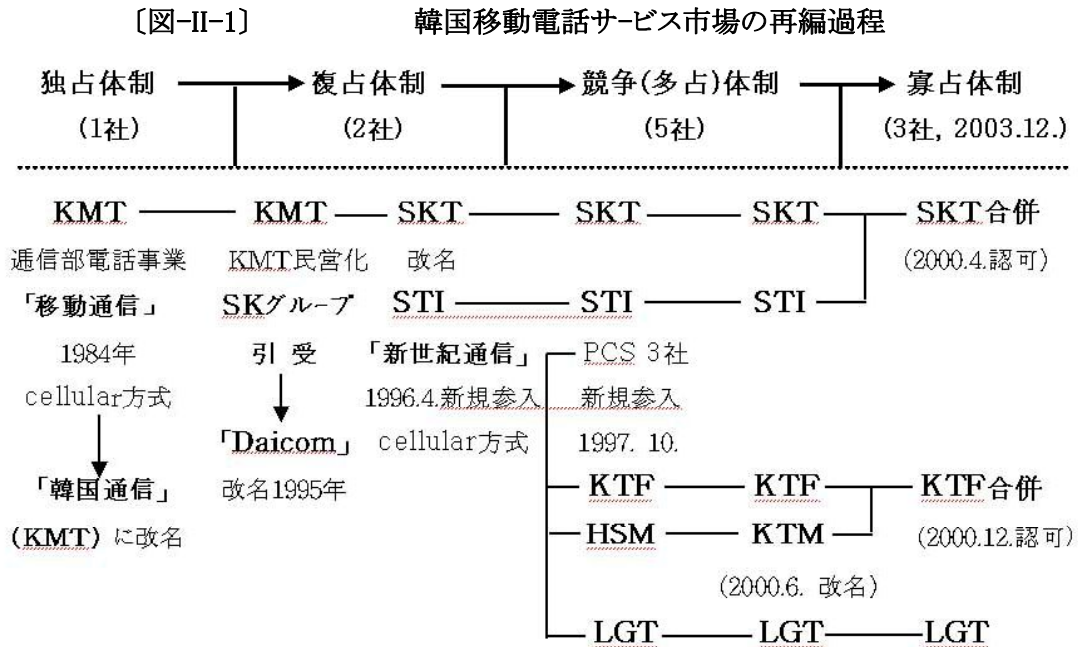 〔図-II-1〕 韓国移動電話サービス市場の再編過程
独占体制 複占体制 競争(多占)体制 寡占体制
(1社) (2社) (5社) (3社, 2003.12.)
KMT KMT SKT SKT SKT SKT合併
逓信部電話事業 KMT民営化 改名 (2000.4.認可)
「移動通信」 SKグループ STI STI STI
1984年 引 受 「新世紀通信」 PCS 3社
cellular方式 1996.4.新規参入 新規参入
「Daicom」 cellular方式 1997. 10.
「韓国通信」 改名1995年 KTF KTF KTF合併
(KMT) に改名 HSM KTM (2000.12.認可)
(2000.6. 改名)
LGT LGT LGT